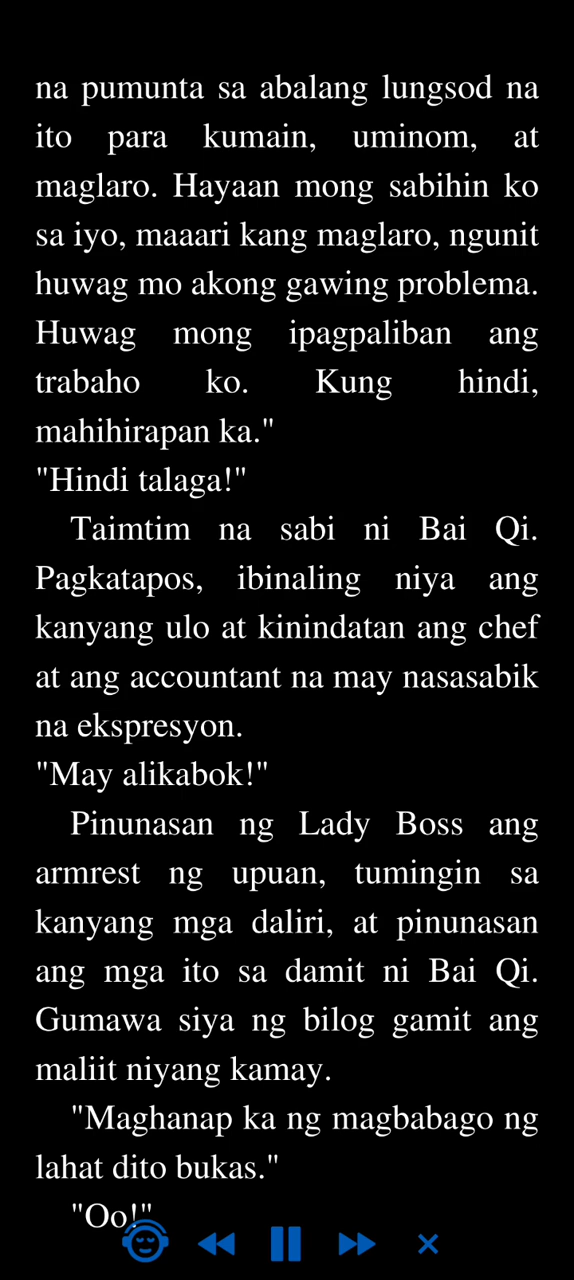 na pumunta sa abalang lungsod na
ito para kumain, uminom, at
maglaro. Hayaan mong sabihin ko
sa iyo, maaari kang maglaro, ngunit
huwag mo akong gawing problema.
Huwag mong ipagpaliban ang
trabaho ko. Kung hindi,
mahihirapan ka."
"Hindi talaga!"
Taimtim na sabi ni Bai Qi.
Pagkatapos, ibinaling niya ang
kanyang ulo at kinindatan ang chef
at ang accountant na may nasasabik
na ekspresyon.
"May alikabok!"
Pinunasan ng Lady Boss ang
armrest ng upuan, tumingin sa
kanyang mga daliri, at pinunasan
ang mga ito sa damit ni Bai Qi.
Gumawa siya ng bilog gamit ang
maliit niyang kamay.
"Maghanap ka ng magbabago ng
lahat dito bukas."
"Oo!"